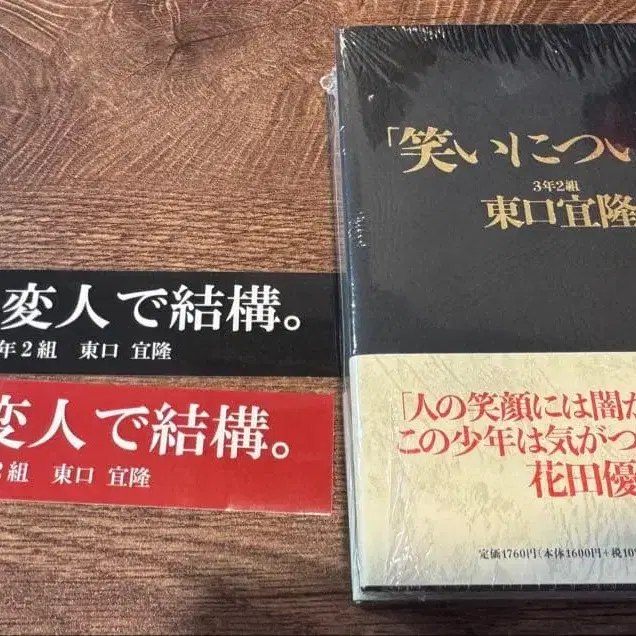 「笑いについ
3年2組
東口宜隆
変人で結構。
年2組 東口 宜隆
変人で結構。
2組 東口 宜隆
「人の笑顔には闇が
この少年は気がつ
花田優
定価1760円(本体1600円+税10%